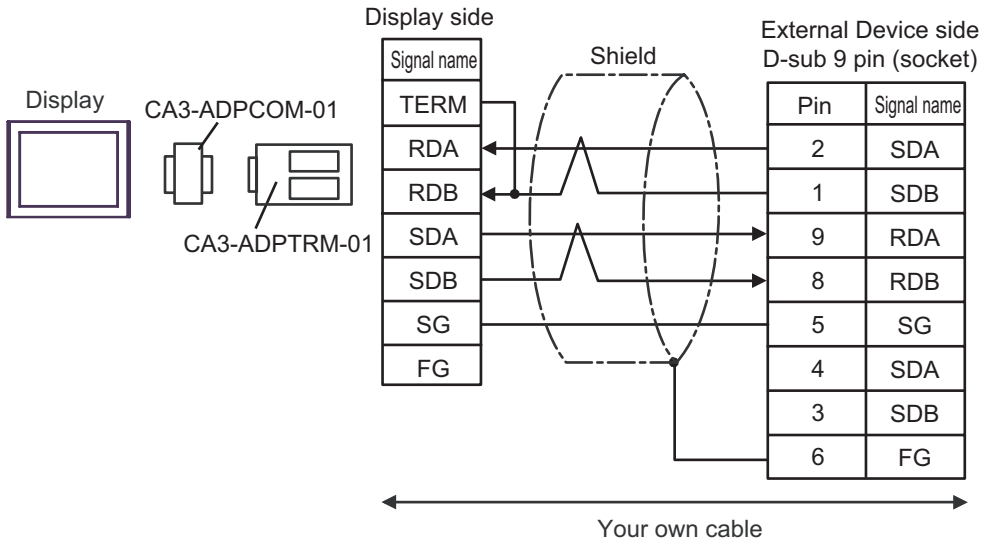 Display side
External Device side
D-sub 9 pin (socket)
Shield
Display
CA3-ADPCOM-01
CA3-ADPTRM-01
Signal name
TERM
RDA
RDB
SDA
SDB
SG
FG
Pin Signal name
2 SDA
1 SDB
9 RDA
8 RDB
5 SG
4 SDA
3 SDB
6 FG
Your own cable